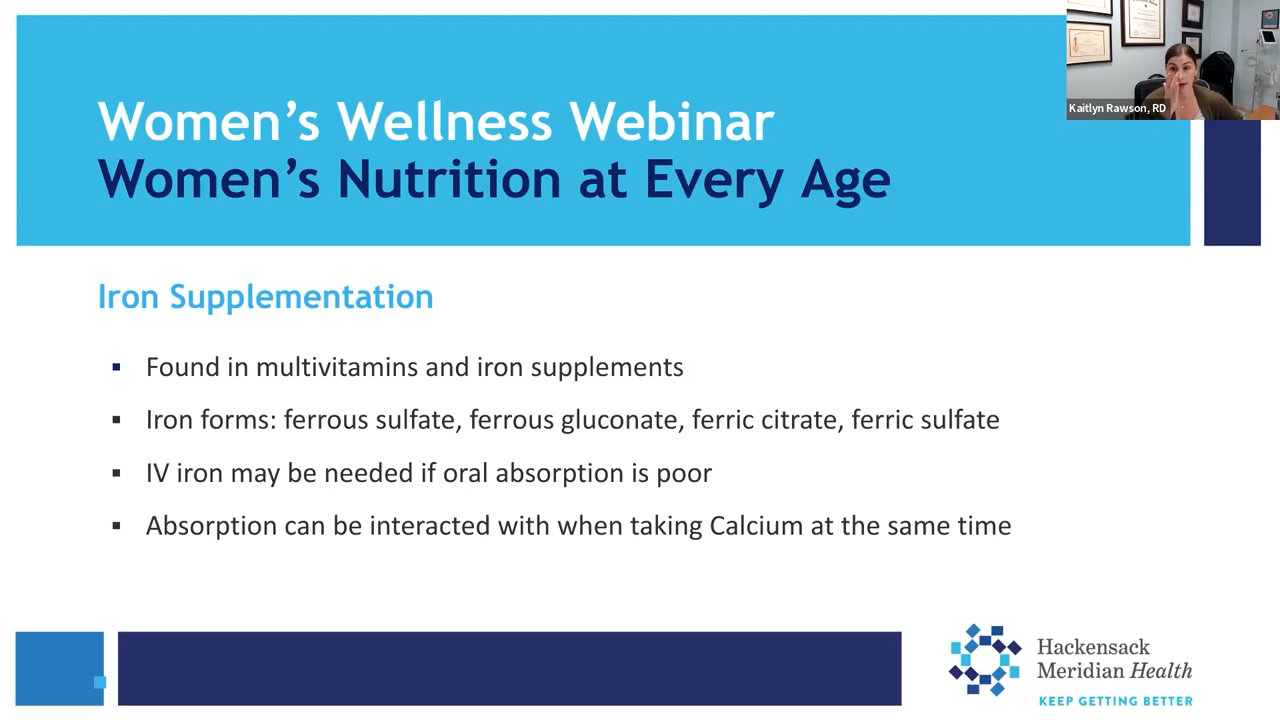 Women's Wellness Webinar
Women's Nutrition at Every Age
Kaitlyn Rawson, RD
Iron Supplementation
▪ Found in multivitamins and iron supplements
▪ Iron forms: ferrous sulfate, ferrous gluconate, ferric citrate, ferric sulfate
▪ IV iron may be needed if oral absorption is poor
▪ Absorption can be interacted with when taking Calcium at the same time
Hackensack
Meridian Health
KEEP GETTING BETTER